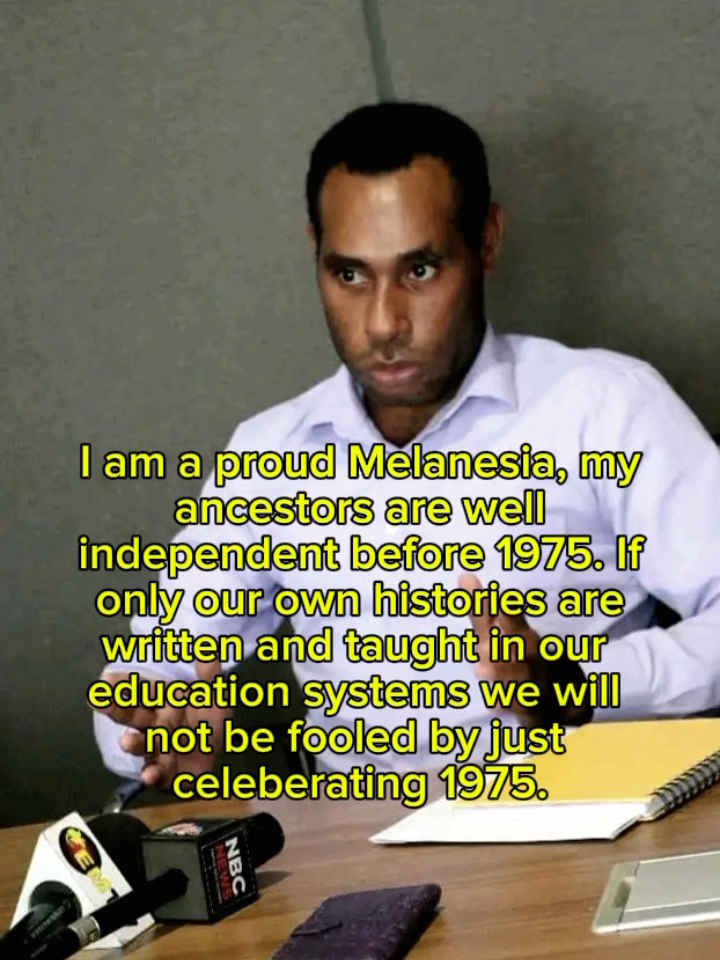 I am a proud Melanesia, my
ancestors are well
independent before 1975. If
only our own histories are
written and taught in our
education systems we will
not be fooled by just
celeberating 1975.
EM
NBC
NEWS